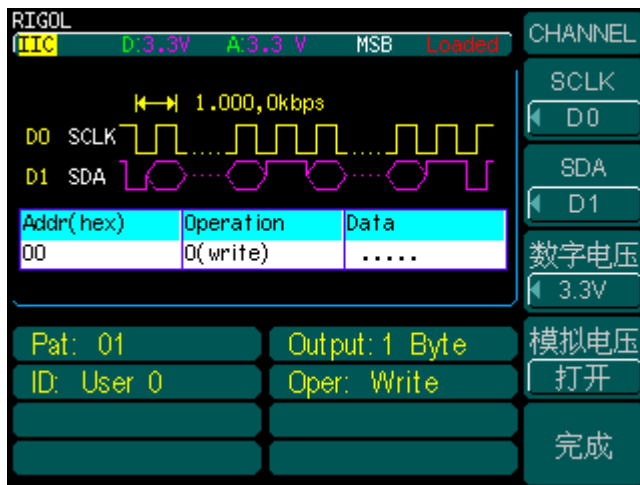 RIGOL
IIC D:3.3V A:3.3 V MSB Loaded
1.000,0kbps
D0 SCLK
D1 SDA
Addr(hex) Operation Data
00 0(write) .....
Pat: 01 Output: 1 Byte
ID: User 0 Oper: Write
CHANNEL
SCLK
D0
SDA
D1
数字电压
3.3V
模拟电压
打开
完成